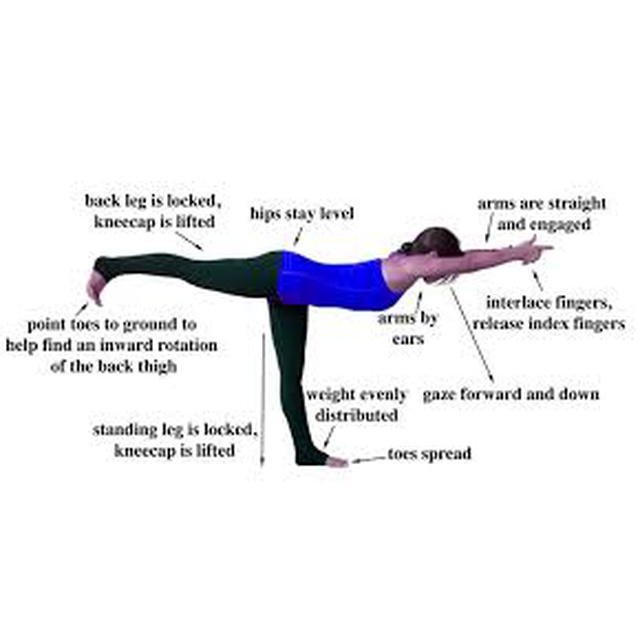 back leg is locked,
kneecap is lifted
hips stay level
arms are straight
and engaged
interlace fingers,
release index fingers
arms by
ears
point toes to ground to
help find an inward rotation
of the back thigh
gaze forward and down
weight evenly
distributed
standing leg is locked,
kneecap is lifted
toes spread